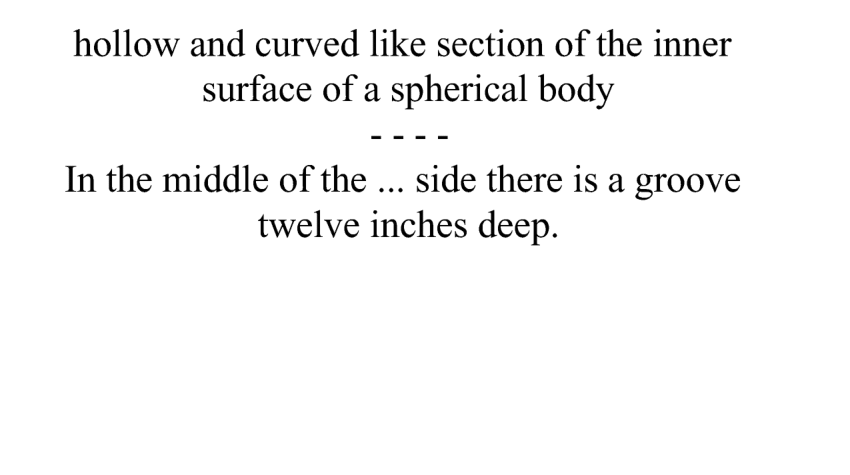 hollow and curved like section of the inner
surface of a spherical body
- - - -
In the middle of the ... side there is a groove
twelve inches deep.